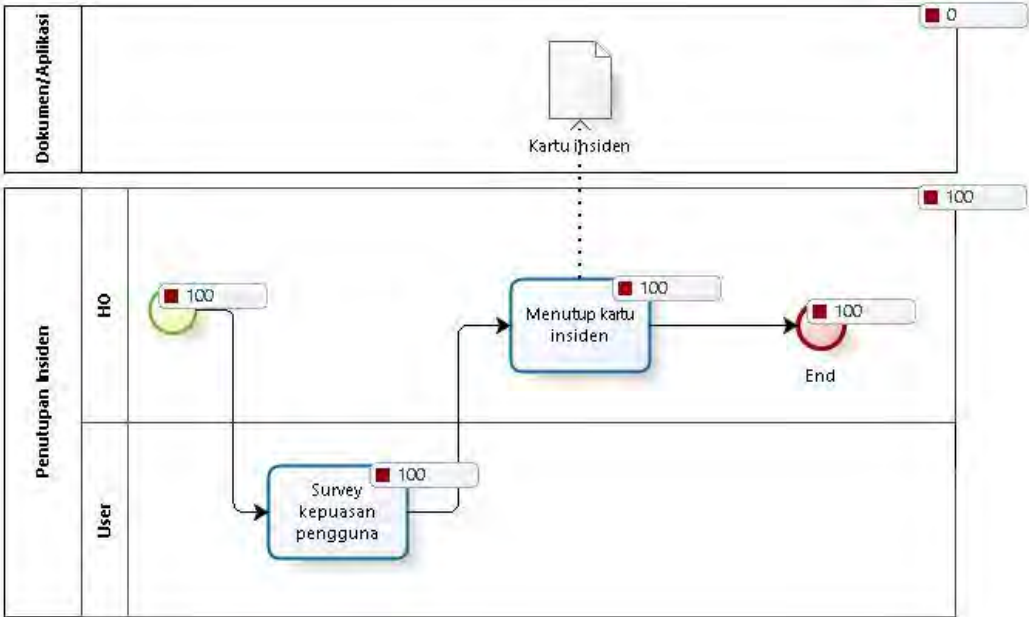 Dokumen/Aplikasi
0
Kartu insiden
Penutupan Insiden
HO
100
100
100
Menutup kartu
insiden
100
End
User
100
Survey
kepuasan
pengguna